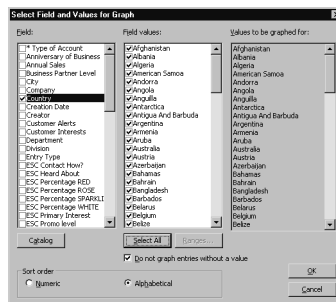 Select Field and Values for Graph
Field:
* Type of Account
Anniversary of Business
Annual Sales
Business Partner Level
City
Company
Country
Creation Date
Creator
Customer Alerts
Customer Interests
Department
Division
Entry Type
ESC Contact How?
ESC Heard About
ESC Percentage RED
ESC Percentage ROSE
ESC Percentage SPARKLI
ESC Percentage WHITE
ESC Primary Interest
ESC Promo level
Catalog
Field values:
Afghanistan
Albania
Algeria
American Samoa
Andorra
Angola
Anguilla
Antarctica
Antigua And Barbuda
Argentina
Armenia
Aruba
Australia
Austria
Azerbaijan
Bahamas
Bahrain
Bangladesh
Barbados
Belarus
Belgium
Belize
Select All
Ranges...
Do not graph entries without a value
Values to be graphed for:
Afghanistan
Albania
Algeria
American Samoa
Andorra
Angola
Anguilla
Antarctica
Antigua And Barbuda
Argentina
Armenia
Aruba
Australia
Austria
Azerbaijan
Bahamas
Bahrain
Bangladesh
Barbados
Belarus
Belgium
Belize
Sort order
Numeric
Alphabetical
OK
Cancel